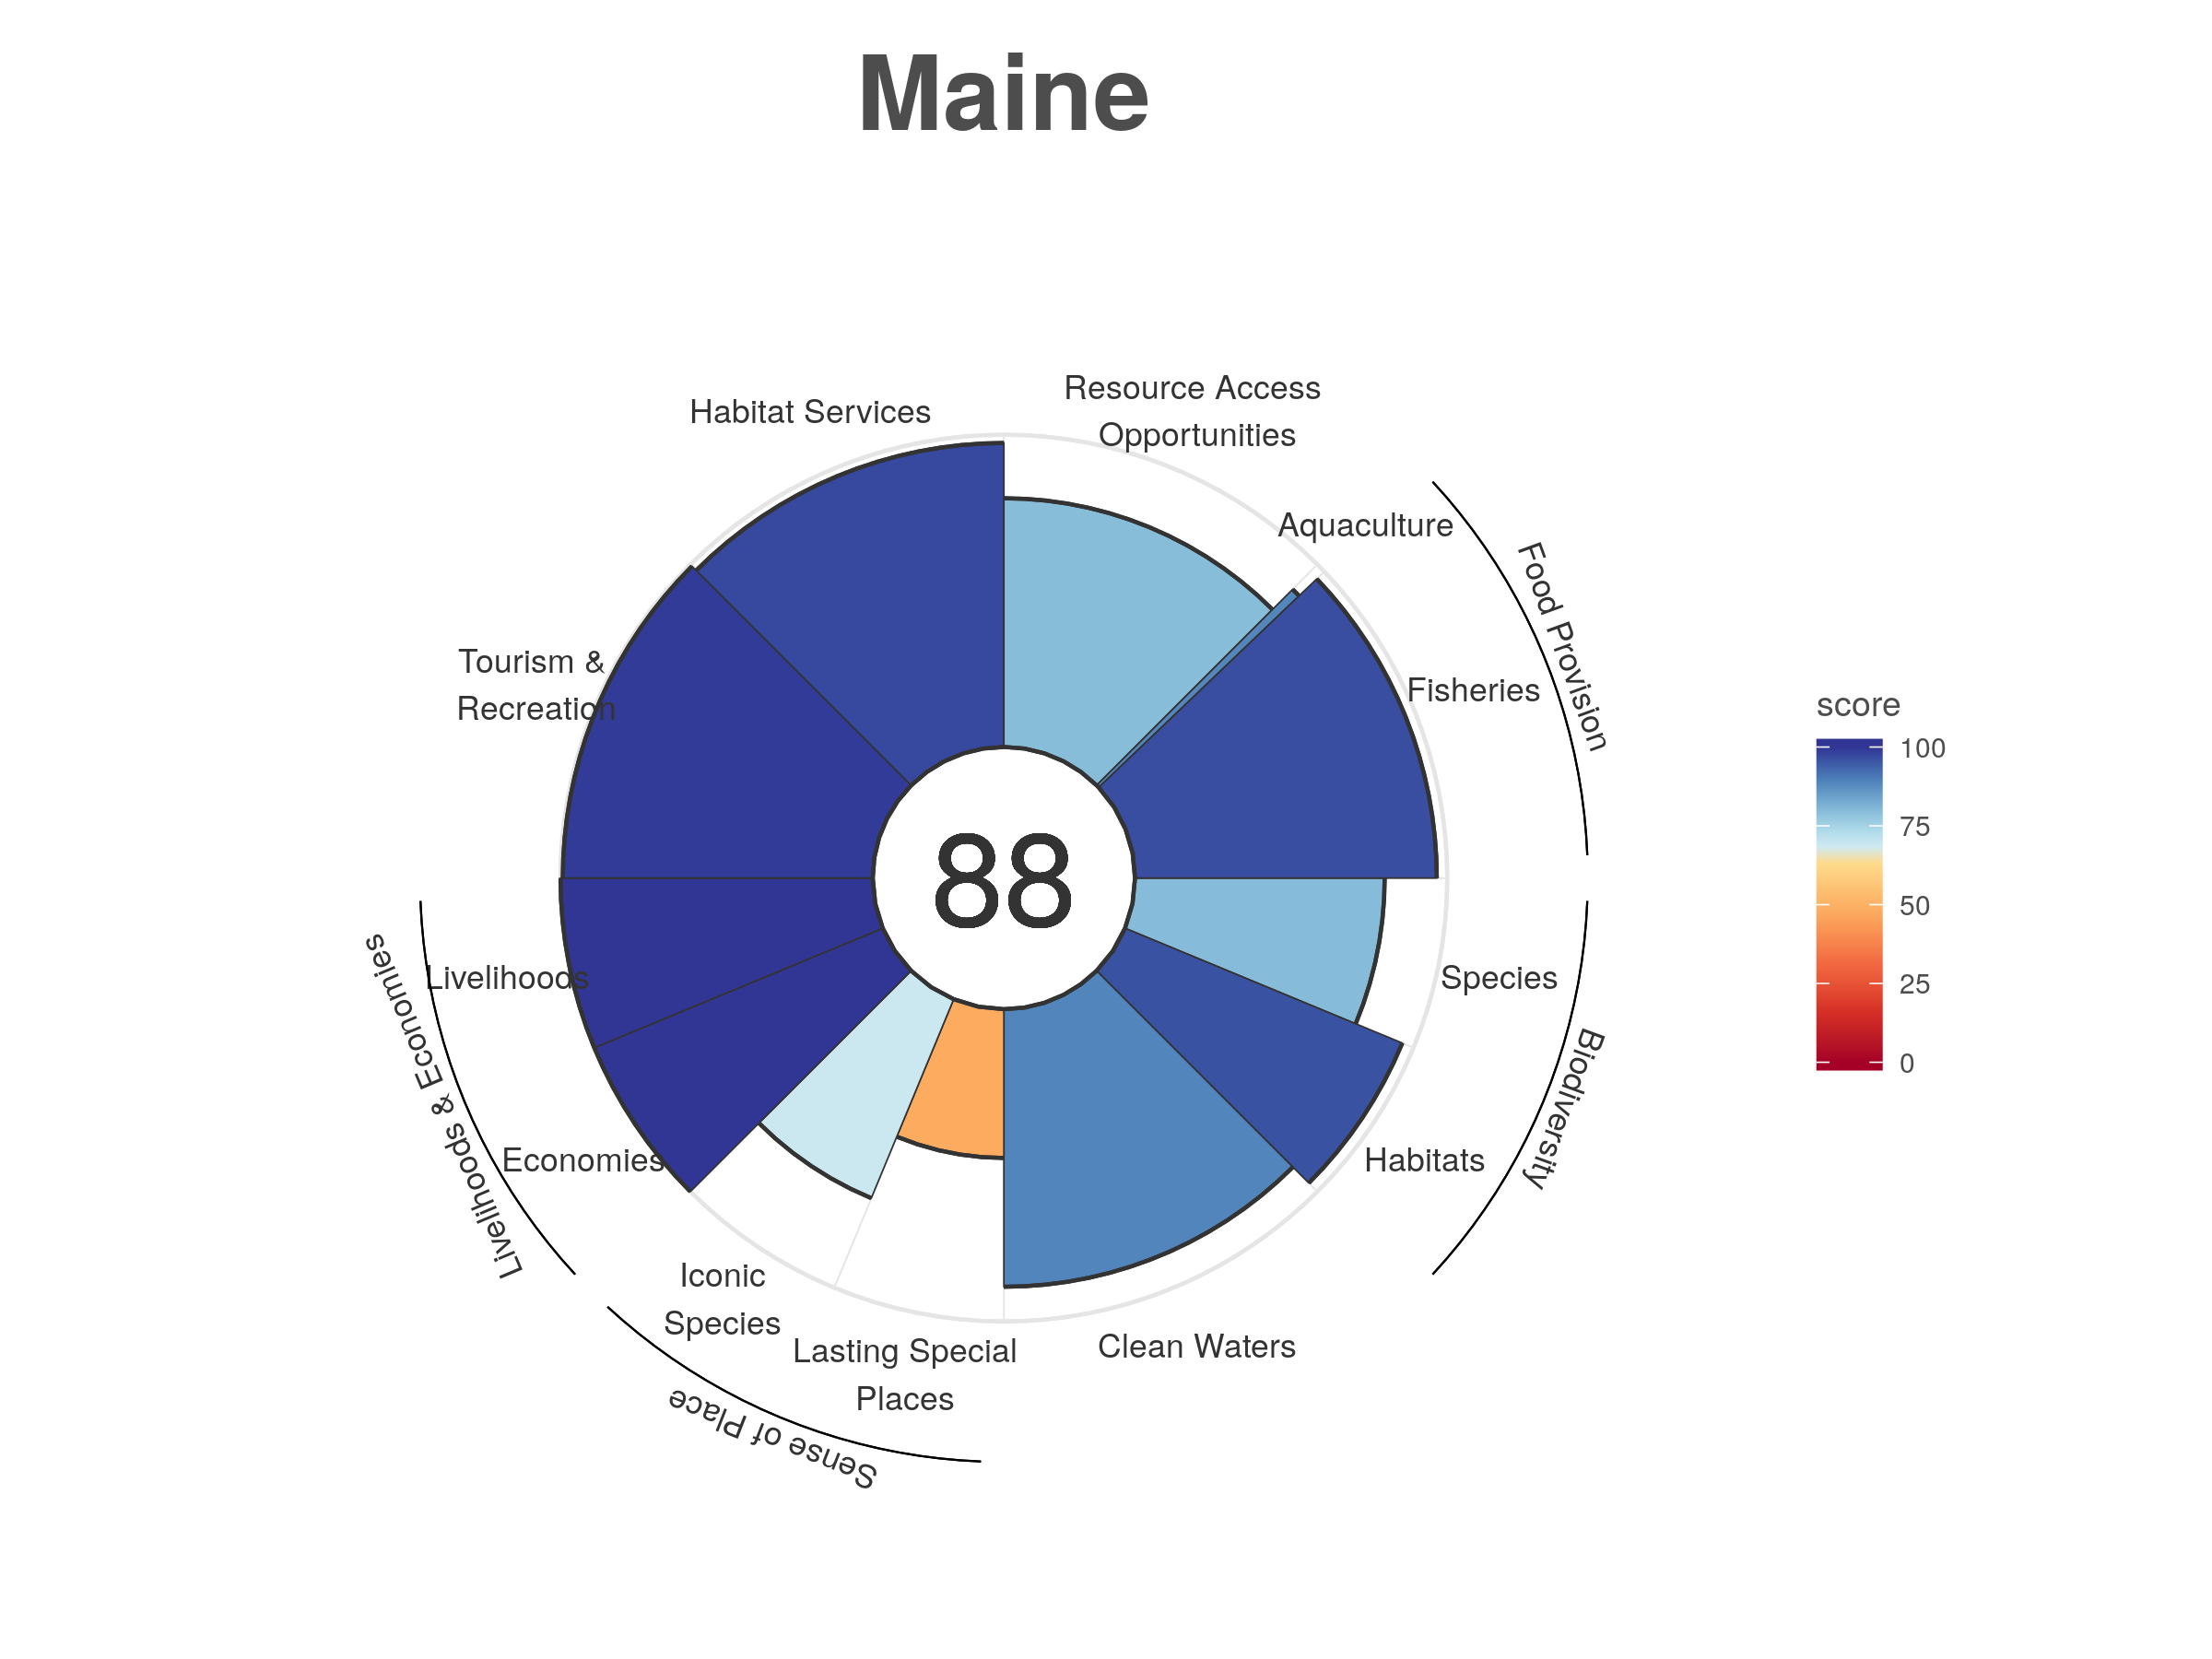 Maine
Resource Access
Opportunities
Habitat Services
Aquaculture
Food Provision
Fisheries
Tourism &
Recreation
88
Livelihoods
Species
Livelihoods & Economies
Biodiversity
Economies
Habitats
Iconic
Species
Lasting Special
Places
Clean Waters
Sense of Place
score
100
75
50
25
0